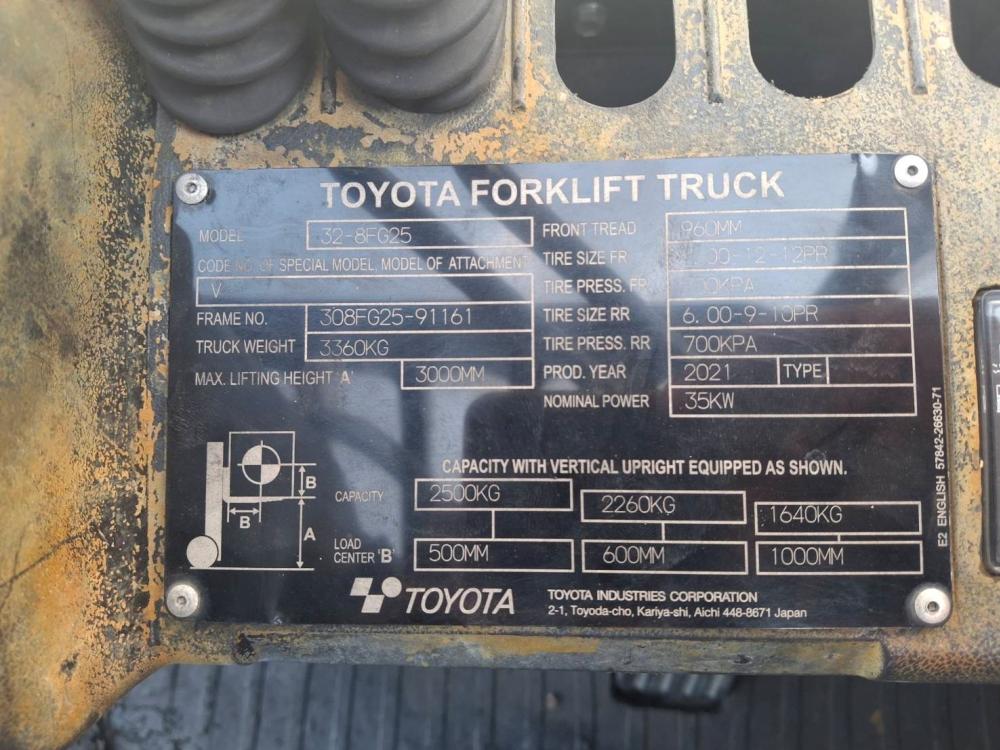 TOYOTA FORKLIFT TRUCK
MODEL 32-8FG25
CODE NO. OF SPECIAL MODEL, MODEL OF ATTACHMENT
V
FRAME NO. 308FG25-91161
TRUCK WEIGHT 3360KG
MAX. LIFTING HEIGHT 'A' 3000MM
FRONT TREAD 960MM
TIRE SIZE FR
TIRE PRESS. FR
TIRE SIZE RR 6.00-9-10PR
TIRE PRESS. RR 700KPA
PROD. YEAR 2021 TYPE
NOMINAL POWER 35KW
CAPACITY WITH VERTICAL UPRIGHT EQUIPPED AS SHOWN.
B
B
A
CAPACITY 2500KG 2260KG 1640KG
LOAD CENTER 'B' 500MM 600MM 1000MM
TOYOTA
TOYOTA INDUSTRIES CORPORATION
2-1, Toyoda-cho, Kariya-shi, Aichi 448-8671 Japan
E2 ENGLISH 57842-26630-71